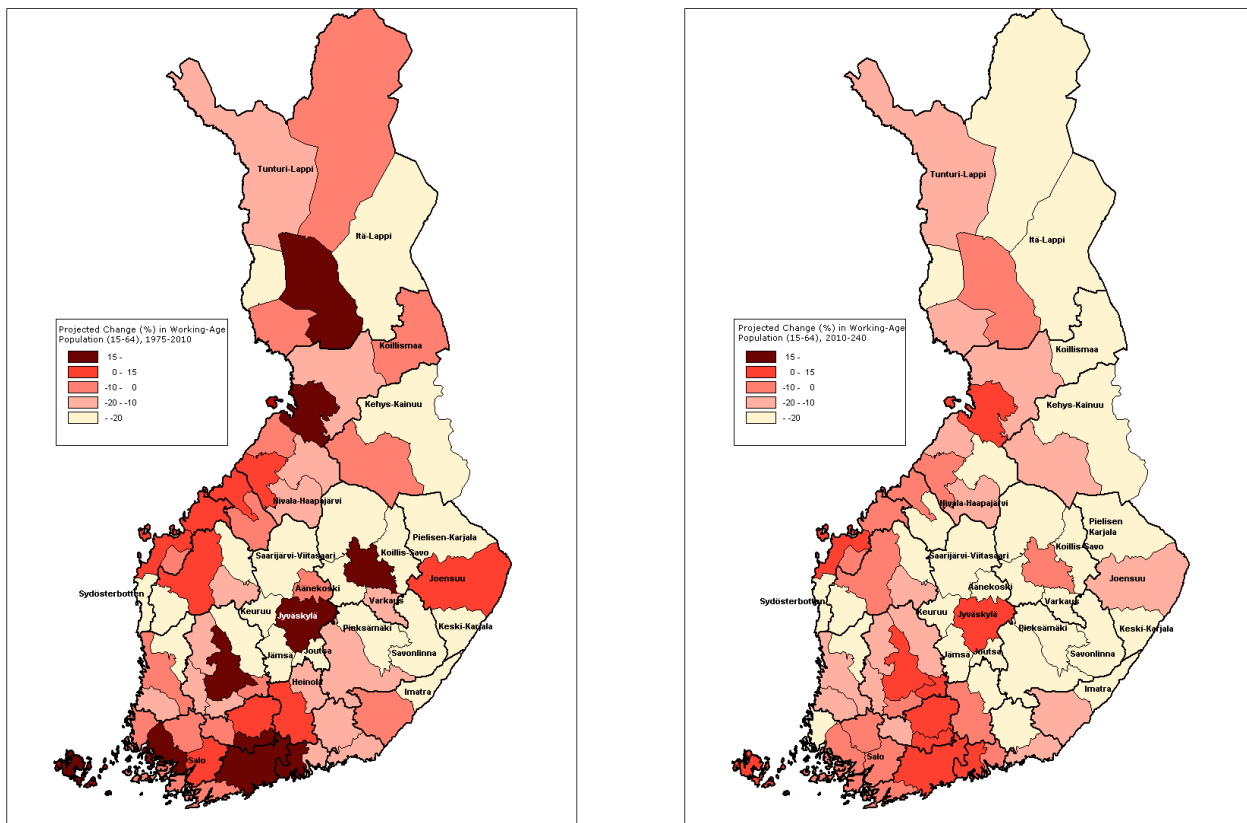 Tunturi-Lappi
Itä-Lappi
Projected Change (%) in Working-Age
Population (15-64), 1975-2010
15 -
0 - 15
-10 - 0
-20 - -10
- -20
Koillismaa
Kehys-Kainuu
Nivala-Haapajärvi
Pielisen-Karjala
Saarijärvi-Viitasaari
Koillis-Savo
Joensuu
Äänekoski
Sydösterbotten
Varkaus
Keuruu
Jyväskylä
Pieksämäki
Keski-Karjala
Jämsä
Joutsa
Savonlinna
Heinola
Imatra
Salo
Tunturi-Lappi
Itä-Lappi
Projected Change (%) in Working-Age
Population (15-64), 2010-240
15 -
0 - 15
-10 - 0
-20 - -10
- -20
Koillismaa
Kehys-Kainuu
Nivala-Haapajärvi
Pielisen
Karjala
Koillis-Savo
Saarijärvi-Viitasaari
Joensuu
Äänekoski
Sydösterbotten
Varkaus
Keuruu
Jyväskylä
Pieksämäki
Keski-Karjala
Jämsä
Joutsa
Savonlinna
Imatra
Salo